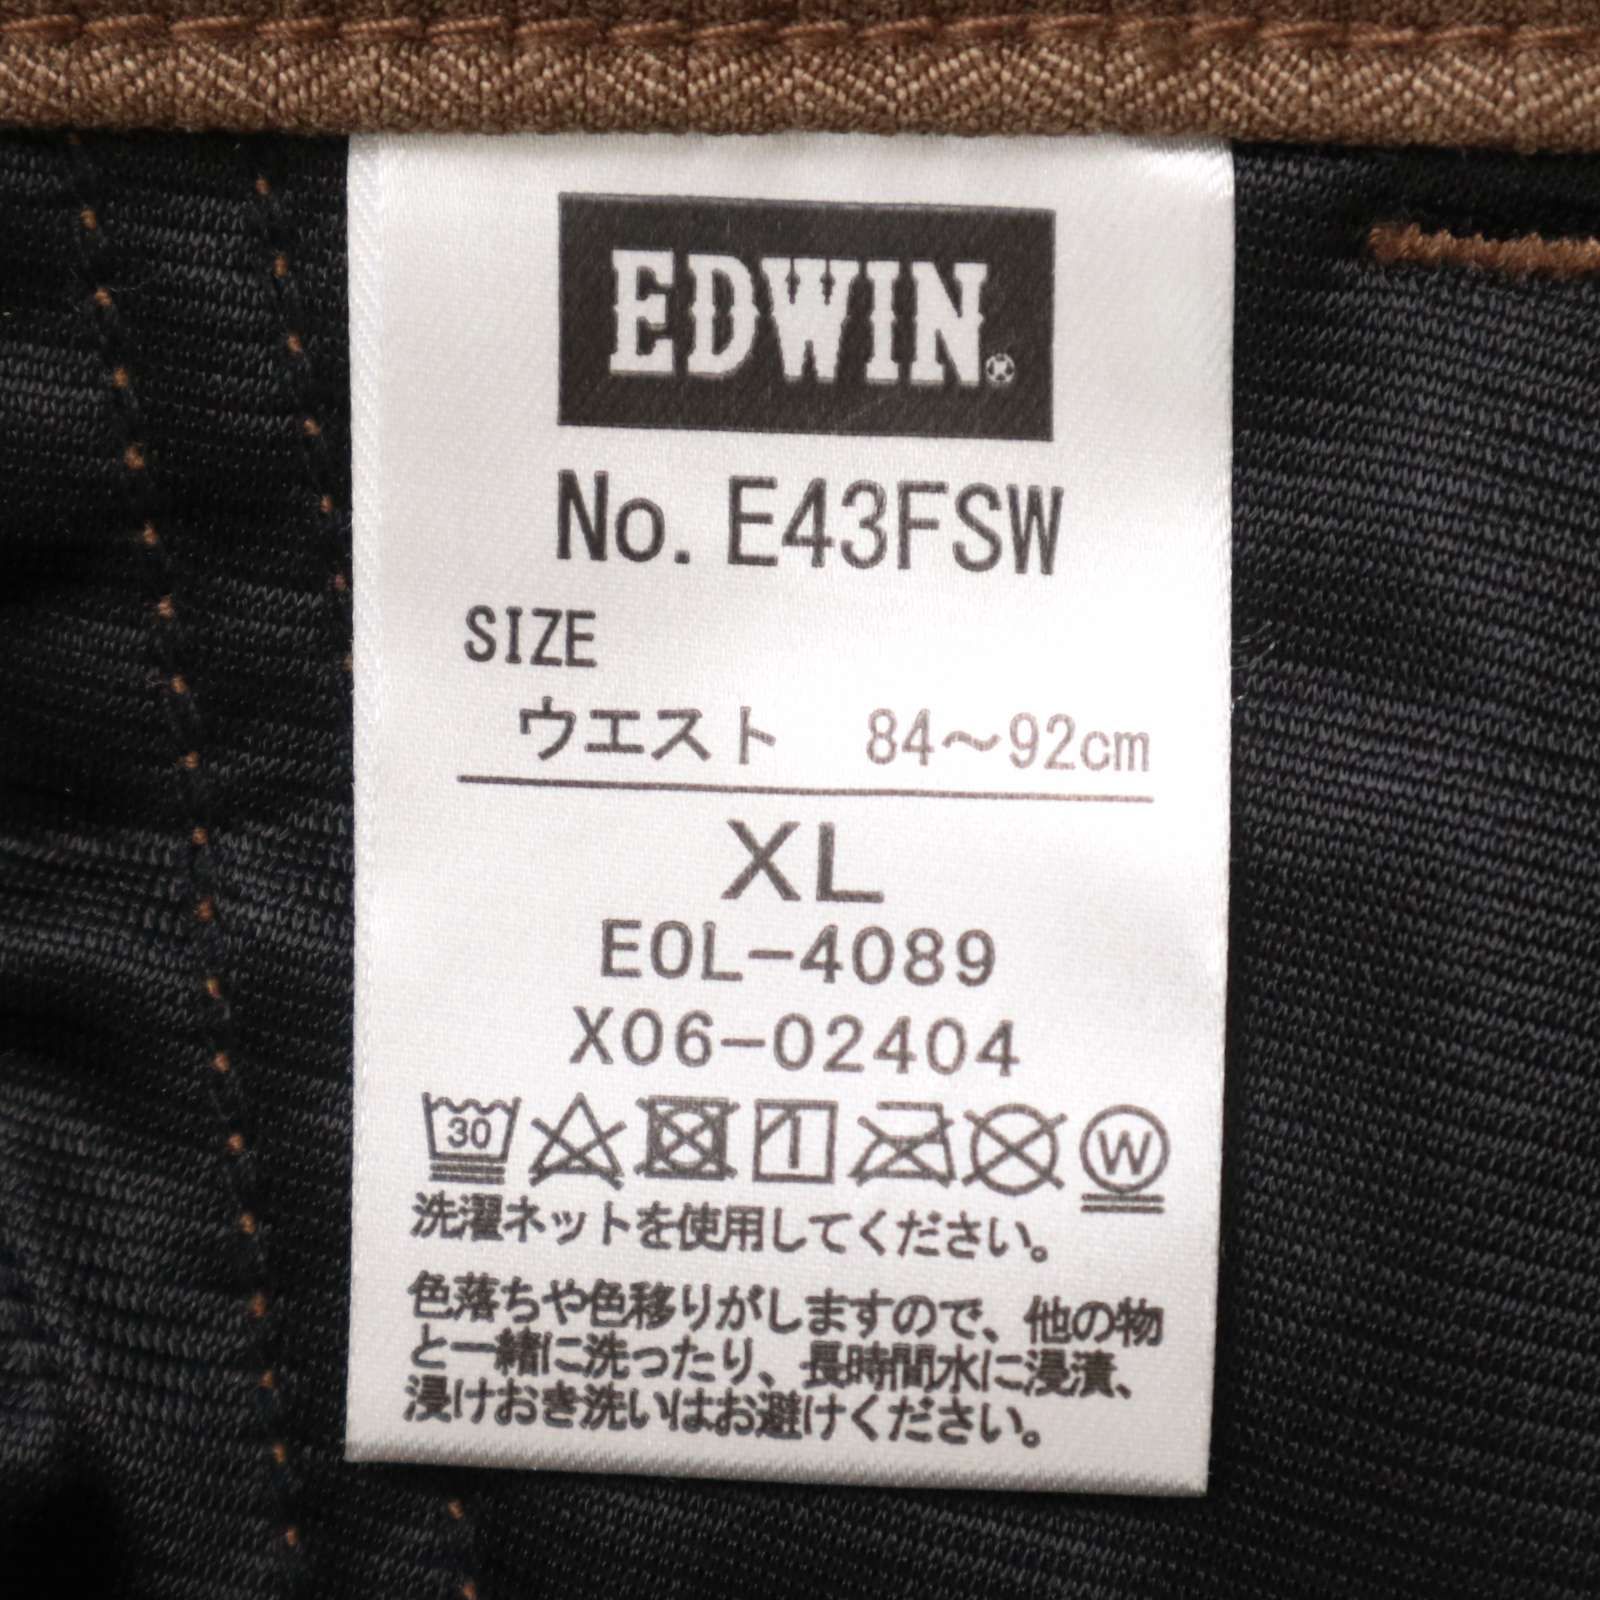 EDWIN
No. E43FSW
SIZE
ウエスト 84～92cm
XL
EOL-4089
X06-02404
30 W
洗濯ネットを使用してください。
色落ちや色移りがしますので、他の物
と一緒に洗ったり、長時間水に浸漬、
浸けおき洗いはお避けください。